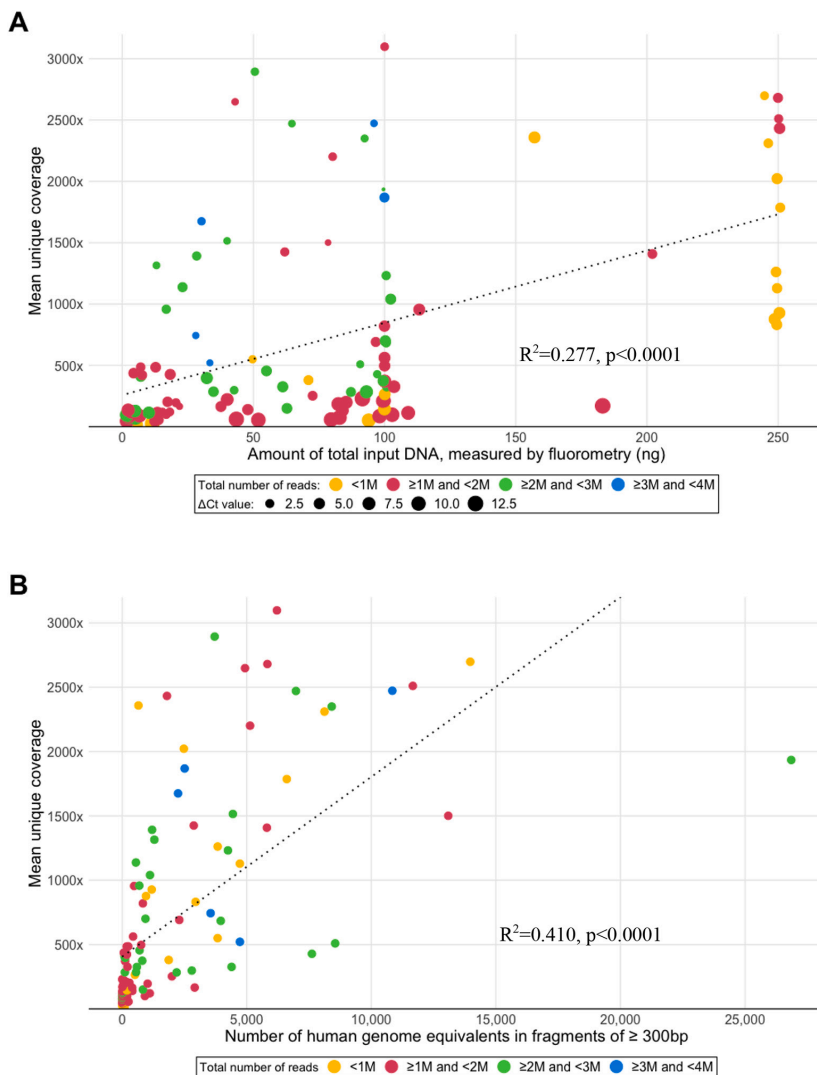 A
3000x
2500x
2000x
1500x
1000x
500x
Mean unique coverage
R²=0.277, p<0.0001
0 50 100 150 200 250
Amount of total input DNA, measured by fluorometry (ng)
Total number of reads: <1M ≥1M and <2M ≥2M and <3M ≥3M and <4M
ΔCt value: 2.5 5.0 7.5 10.0 12.5
B
3000x
2500x
2000x
1500x
1000x
500x
Mean unique coverage
R²=0.410, p<0.0001
0 5,000 10,000 15,000 20,000 25,000
Number of human genome equivalents in fragments of ≥ 300bp
Total number of reads <1M ≥1M and <2M ≥2M and <3M ≥3M and <4M